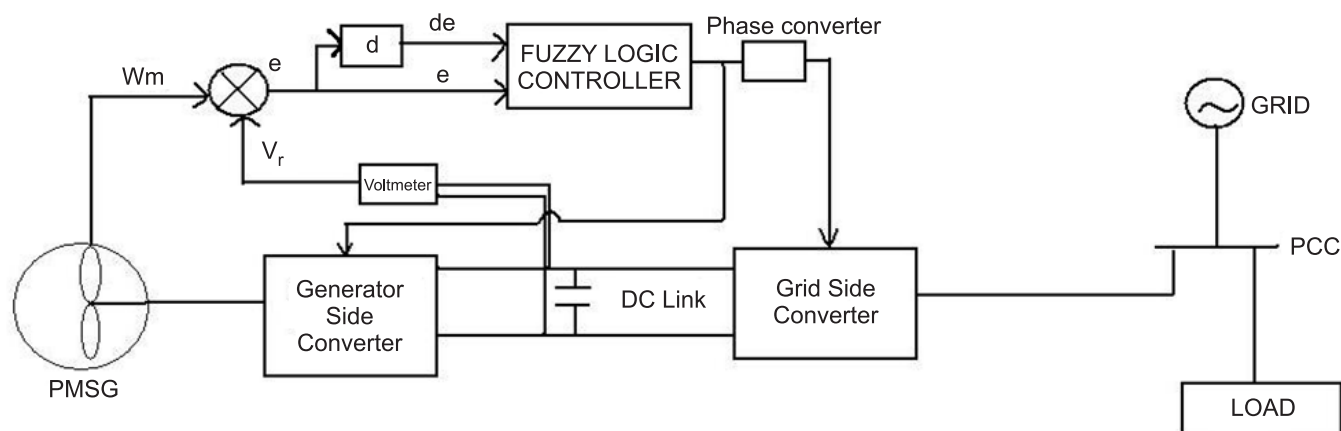 Wm
e
d
de
e
FUZZY LOGIC
CONTROLLER
Phase converter
V_r
Voltmeter
GRID
PCC
Generator
Side
Converter
DC Link
Grid Side
Converter
PMSG
LOAD